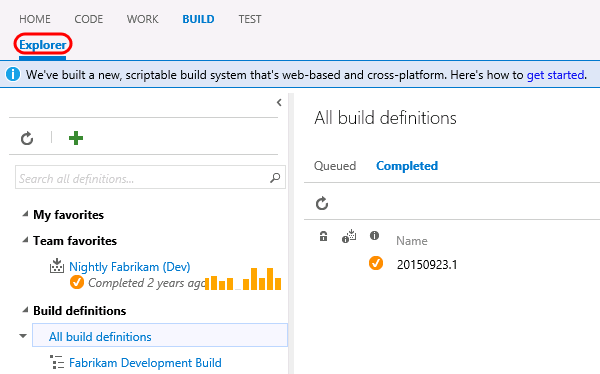 HOME CODE WORK BUILD TEST
Explorer
We've built a new, scriptable build system that's web-based and cross-platform. Here's how to get started.
All build definitions
Queued Completed
Search all definitions...
My favorites
Team favorites
Nightly Fabrikam (Dev)
Completed 2 years ago
Build definitions
All build definitions
Fabrikam Development Build
Name
20150923.1